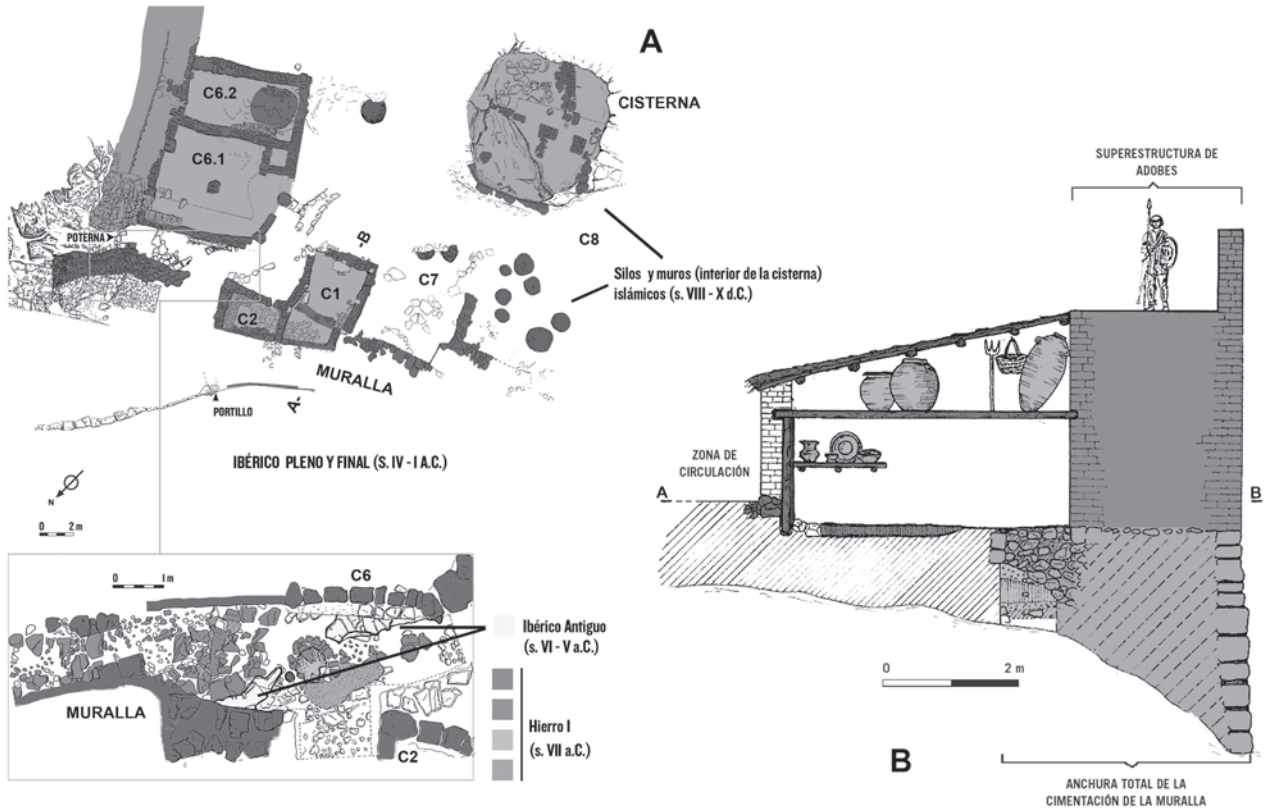 A
C6.2
C6.1
CISTERNA
POTERNA
-B
C8
C7
C1
C2
Silos y muros (interior de la cisterna)
islámicos (s. VIII - X d.C.)
MURALLA
PORTILLO
A-
IBÉRICO PLENO Y FINAL (S. IV - I A.C.)
N
0 2 m
0 1 m
C6
MURALLA
C2
Ibérico Antiguo
(s. VI - V a.C.)
Hierro I
(s. VII a.C.)
SUPERESTRUCTURA DE
ADOBES
ZONA DE
CIRCULACIÓN
A
B
0 2 m
B
ANCHURA TOTAL DE LA
CIMENTACIÓN DE LA MURALLA